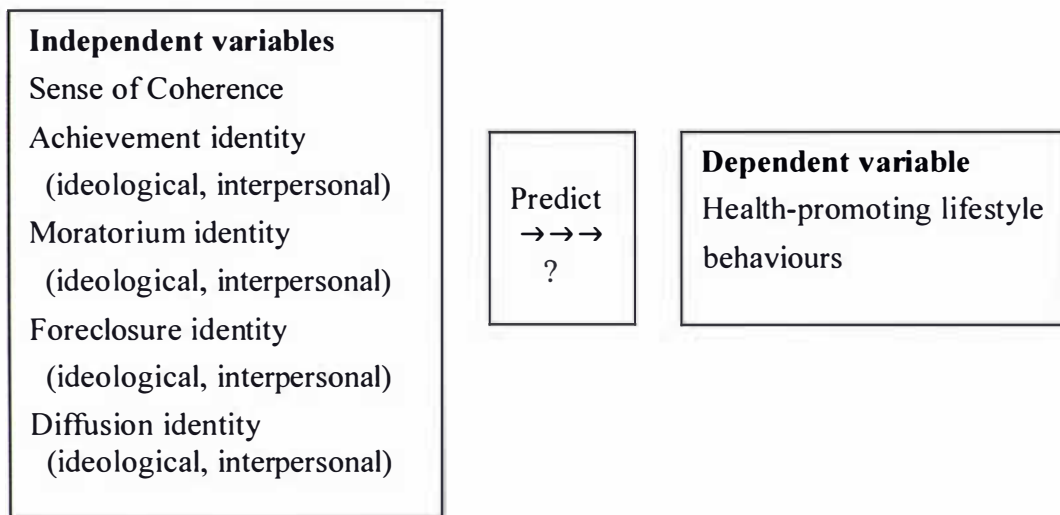 Independent variables
Sense of Coherence
Achievement identity
(ideological, interpersonal)
Moratorium identity
(ideological, interpersonal)
Foreclosure identity
(ideological, interpersonal)
Diffusion identity
(ideological, interpersonal)
Predict
→→→
?
Dependent variable
Health-promoting lifestyle
behaviours